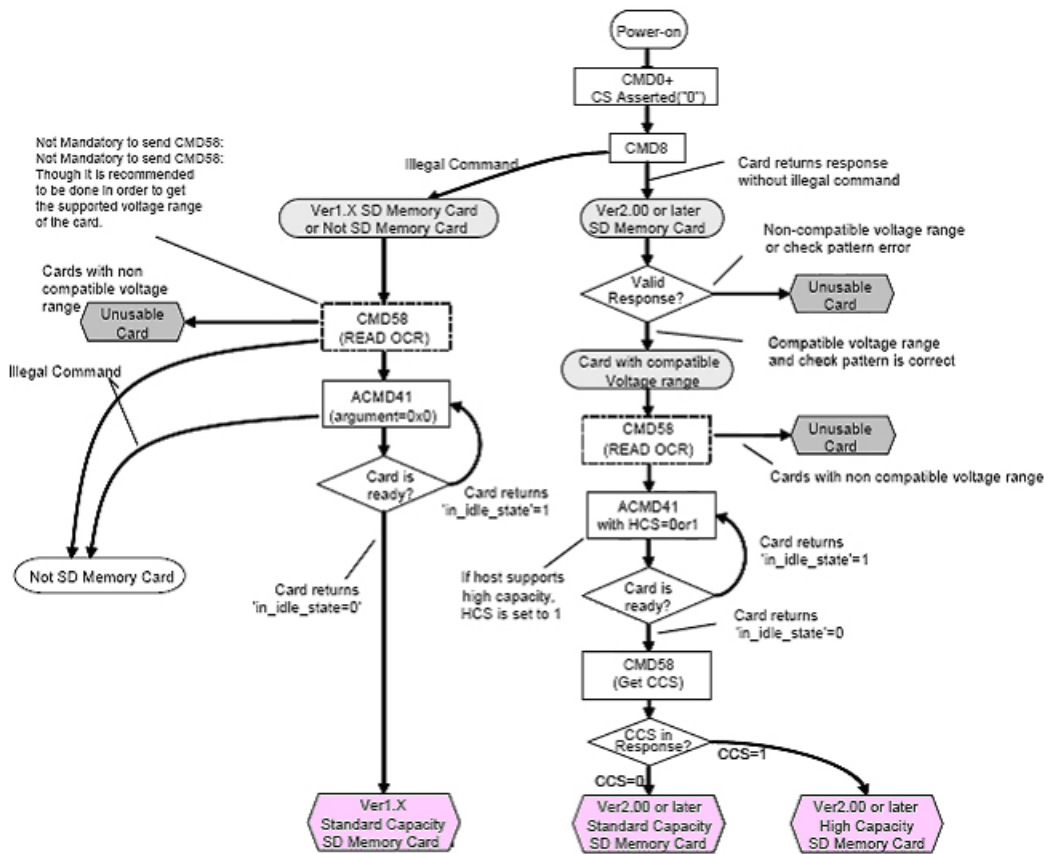 Power-on
CMD0+
CS Asserted("0")
CMD8
Illegal Command
Card returns response
without illegal command
Not Mandatory to send CMD58:
Not Mandatory to send CMD58:
Though it is recommended
to be done in order to get
the supported voltage range
of the card.
Ver1.X SD Memory Card
or Not SD Memory Card
Ver2.00 or later
SD Memory Card
Non-compatible voltage range
or check pattern error
Valid
Response?
Unusable
Card
Cards with non
compatible voltage
range
Unusable
Card
CMD58
(READ OCR)
Compatible voltage range
and check pattern is correct
Card with compatible
Voltage range
Illegal Command
ACMD41
(argument=0x0)
CMD58
(READ OCR)
Unusable
Card
Cards with non compatible voltage range
Card is
ready?
Card returns
'in_idle_state'=1
ACMD41
with HCS=0or1
Card returns
'in_idle_state'=1
Not SD Memory Card
Card returns
'in_idle_state=0'
If host supports
high capacity,
HCS is set to 1
Card is
ready?
Card returns
'in_idle_state'=0
CMD58
(Get CCS)
CCS in
Response?
CCS=1
CCS=0
Ver1.X
Standard Capacity
SD Memory Card
Ver2.00 or later
Standard Capacity
SD Memory Card
Ver2.00 or later
High Capacity
SD Memory Card